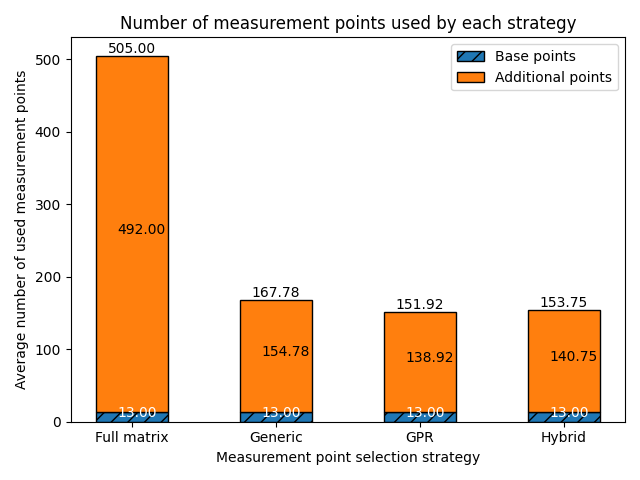 Number of measurement points used by each strategy
Base points
Additional points
Average number of used measurement points
500
400
300
200
100
0
505.00
492.00
13.00
167.78
154.78
13.00
151.92
138.92
13.00
153.75
140.75
13.00
Full matrix
Generic
GPR
Hybrid
Measurement point selection strategy